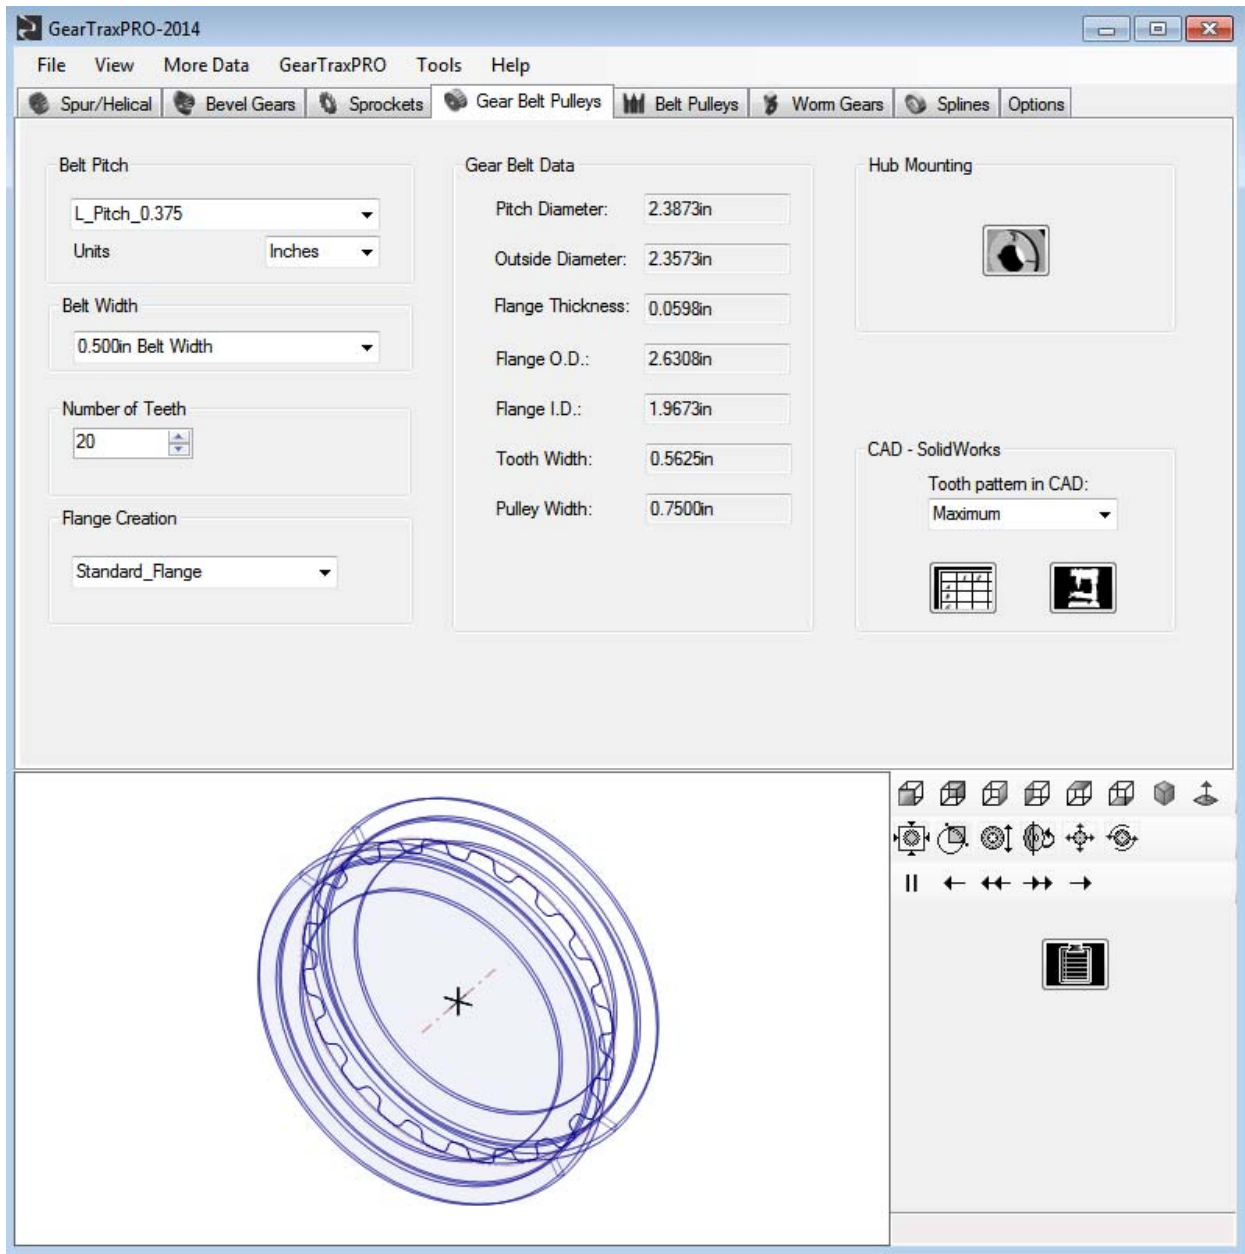 GearTraxPRO-2014
File View More Data GearTraxPRO Tools Help
Spur/Helical Bevel Gears Sprockets Gear Belt Pulleys Belt Pulleys Worm Gears Splines Options
Belt Pitch
L_Pitch_0.375
Units Inches
Belt Width
0.500in Belt Width
Number of Teeth
20
Flange Creation
Standard_Flange
Gear Belt Data
Pitch Diameter: 2.3873in
Outside Diameter: 2.3573in
Flange Thickness: 0.0598in
Flange O.D.: 2.6308in
Flange I.D.: 1.9673in
Tooth Width: 0.5625in
Pulley Width: 0.7500in
Hub Mounting
CAD - SolidWorks
Tooth pattern in CAD:
Maximum